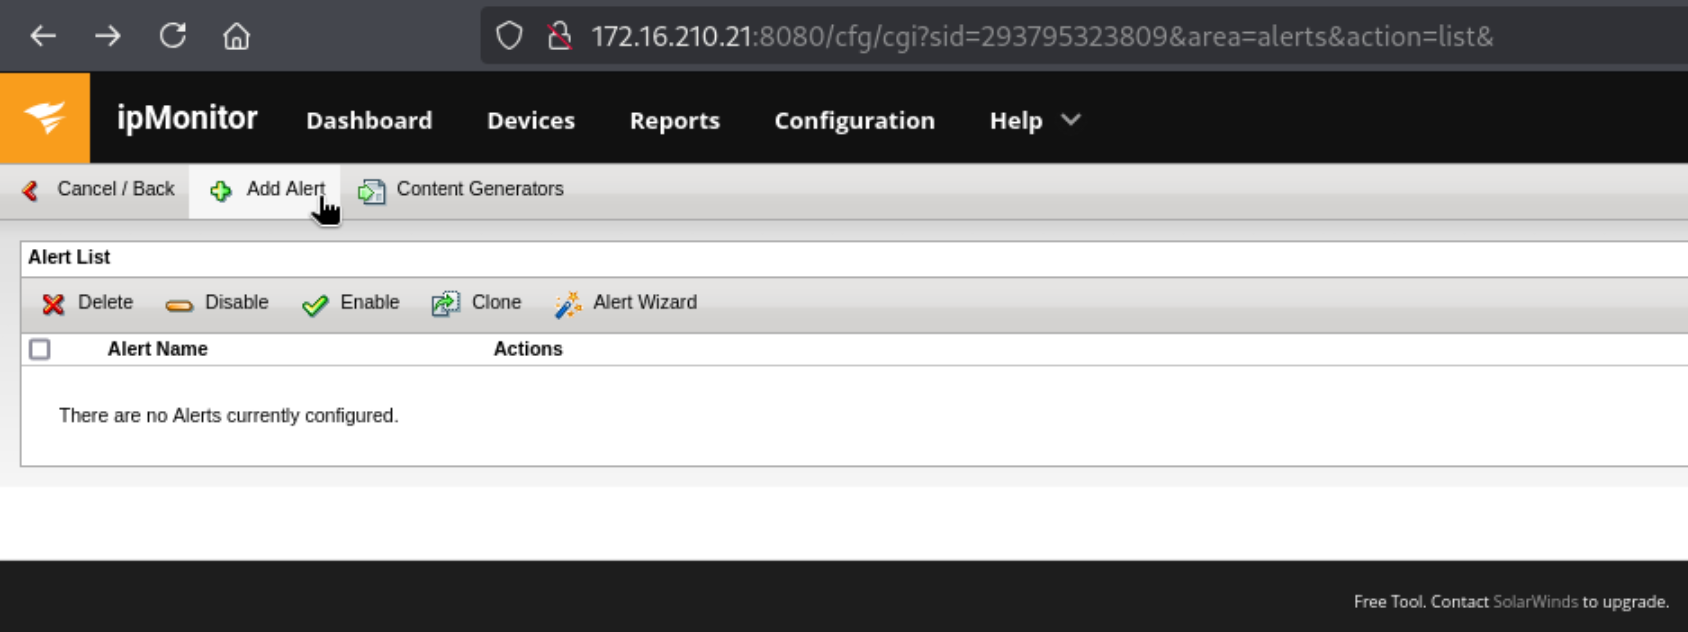 172.16.210.21:8080/cfg/cgi?sid=293795323809&area=alerts&action=list&
ipMonitor Dashboard Devices Reports Configuration Help
Cancel / Back Add Alert Content Generators
Alert List
Delete Disable Enable Clone Alert Wizard
Alert Name Actions
There are no Alerts currently configured.
Free Tool. Contact SolarWinds to upgrade.